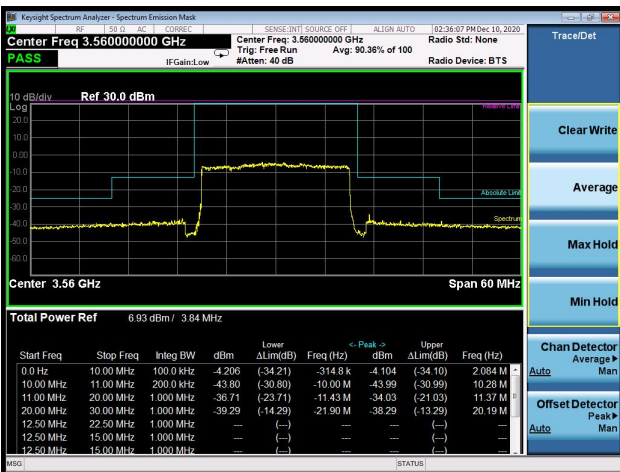 Keysight Spectrum Analyzer - Spectrum Emission Mask
RF 50 Ω AC CORREC SENSE:INT SOURCE OFF ALIGN AUTO 02:36:07 PM Dec 10, 2020
Center Freq 3.560000000 GHz Center Freq: 3.560000000 GHz Radio Std: None
Trig: Free Run Avg: 90.36% of 100
PASS IFGain:Low #Atten: 40 dB Radio Device: BTS
10 dB/div Ref 30.0 dBm
Log Relative Limit
20.0
10.0
0.00
-10.0
-20.0
Absolute Limit
-30.0
Spectrum
-40.0
-50.0
-60.0
Center 3.56 GHz Span 60 MHz
Total Power Ref 6.93 dBm / 3.84 MHz
Lower <- Peak -> Upper
Start Freq Stop Freq Integ BW dBm ΔLim(dB) Freq (Hz) dBm ΔLim(dB) Freq (Hz)
0.0 Hz 10.00 MHz 100.0 kHz -4.206 (-34.21) -314.8 k -4.104 (-34.10) 2.084 M
10.00 MHz 11.00 MHz 200.0 kHz -43.80 (-30.80) -10.00 M -43.99 (-30.99) 10.28 M
11.00 MHz 20.00 MHz 1.000 MHz -36.71 (-23.71) -11.43 M -34.03 (-21.03) 11.37 M
20.00 MHz 30.00 MHz 1.000 MHz -39.29 (-14.29) -21.90 M -38.29 (-13.29) 20.19 M
12.50 MHz 22.50 MHz 1.000 MHz --- (---) --- (---)
12.50 MHz 15.00 MHz 1.000 MHz --- (---) --- (---)
12.50 MHz 15.00 MHz 1.000 MHz --- (---) --- (---)
MSG STATUS
Trace/Det
Clear Write
Average
Max Hold
Min Hold
Chan Detector
Average
Auto Man
Offset Detector
Peak
Auto Man